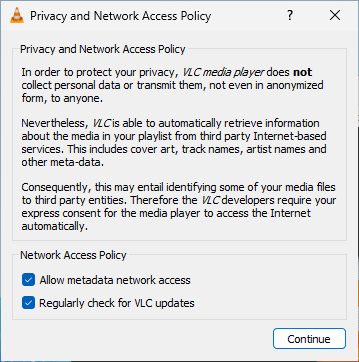 Privacy and Network Access Policy
?
Privacy and Network Access Policy
In order to protect your privacy, VLC media player does not
collect personal data or transmit them, not even in anonymized
form, to anyone.
Nevertheless, VLC is able to automatically retrieve information
about the media in your playlist from third party Internet-based
services. This includes cover art, track names, artist names and
other meta-data.
Consequently, this may entail identifying some of your media files
to third party entities. Therefore the VLC developers require your
express consent for the media player to access the Internet
automatically.
Network Access Policy
Allow metadata network access
Regularly check for VLC updates
Continue